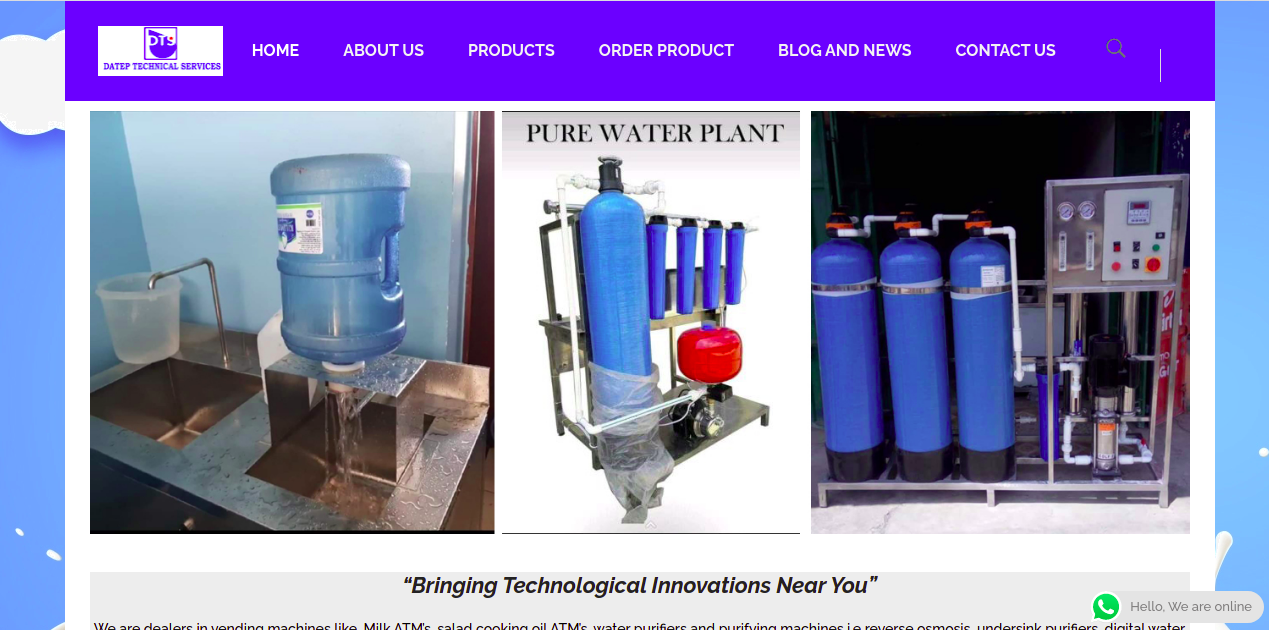 DTS
DATEP TECHNICAL SERVICES
HOME ABOUT US PRODUCTS ORDER PRODUCT BLOG AND NEWS CONTACT US
PURE WATER PLANT
“Bringing Technological Innovations Near You”
We are dealers in vending machines like, Milk ATM's, salad cooking oil ATM's, water purifiers and purifying machines i.e reverse osmosis, undersink purifiers, digital water
Hello, We are online